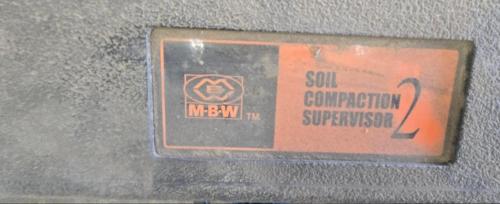 M-B-W TM
SOIL
COMPACTION
SUPERVISOR 2